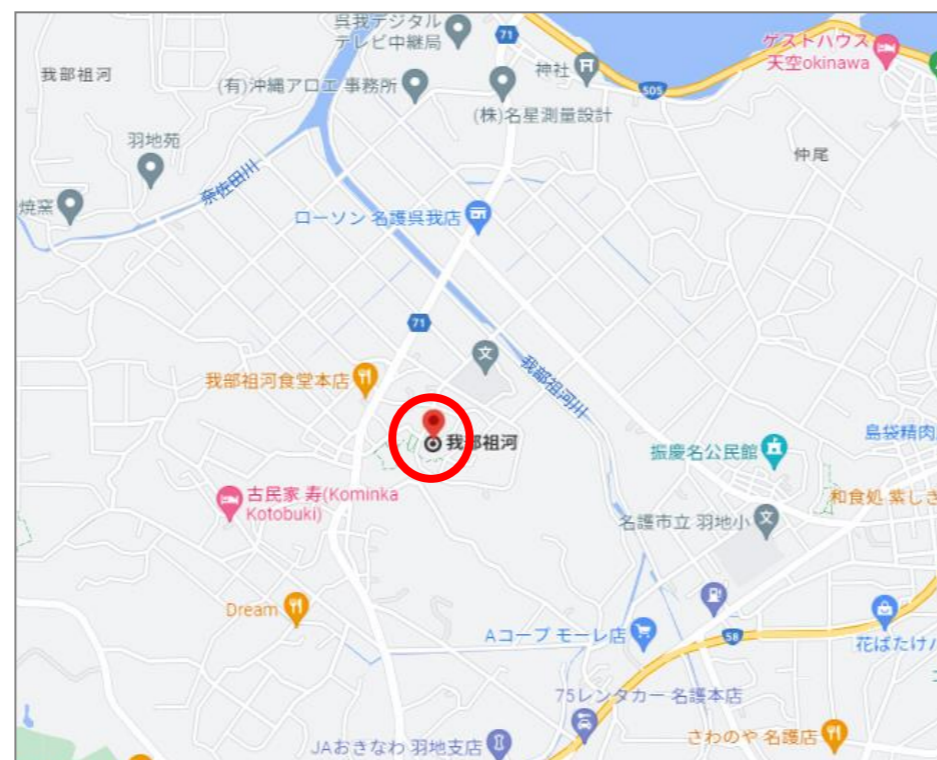 呉我デジタル
テレビ中継局
71
ゲストハウス
天空okinawa
我部祖河
(有)沖縄アロエ 事務所
神社
505
(株)名星測量設計
羽地苑
仲尾
焼窯
奈佐田川
ローソン 名護呉我店
71
文
我部祖河食堂本店
我部祖河川
我部祖河
島袋精肉
振慶名公民館
古民家 寿(Kominka
Kotobuki)
和食処 紫しき
名護市立 羽地小
文
Dream
Aコープ モーレ店
58
花ばたけ
75レンタカー 名護本店
JAおきなわ 羽地支店
さわのや 名護店